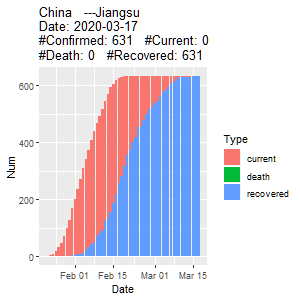 China   ---Jiangsu
Date: 2020-03-17
#Confirmed: 631   #Current: 0
#Death: 0   #Recovered: 631
600
400
200
0
Num
Feb 01
Feb 15
Mar 01
Mar 15
Date
Type
current
death
recovered